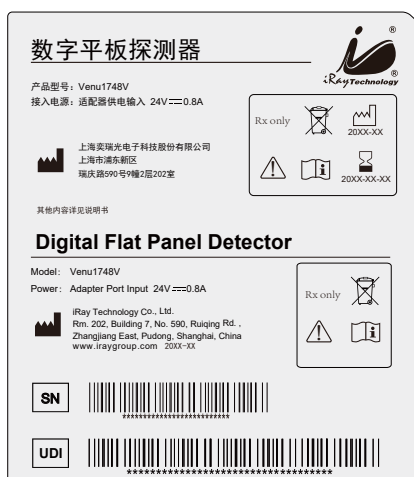 数字平板探测器
®
iRayTechnology®
产品型号：Venu1748V
接入电源：适配器供电输入 24V⎓0.8A
Rx only
20XX-XX
上海奕瑞光电子科技股份有限公司
上海市浦东新区
瑞庆路590号9幢2层202室
20XX-XX-XX
其他内容详见说明书
Digital Flat Panel Detector
Model: Venu1748V
Power: Adapter Port Input 24V⎓0.8A
Rx only
iRay Technology Co., Ltd.
Rm. 202, Building 7, No. 590, Ruiqing Rd. ,
Zhangjiang East, Pudong, Shanghai, China
www.iraygroup.com 20XX-XX
SN
***************************
UDI
***********************************